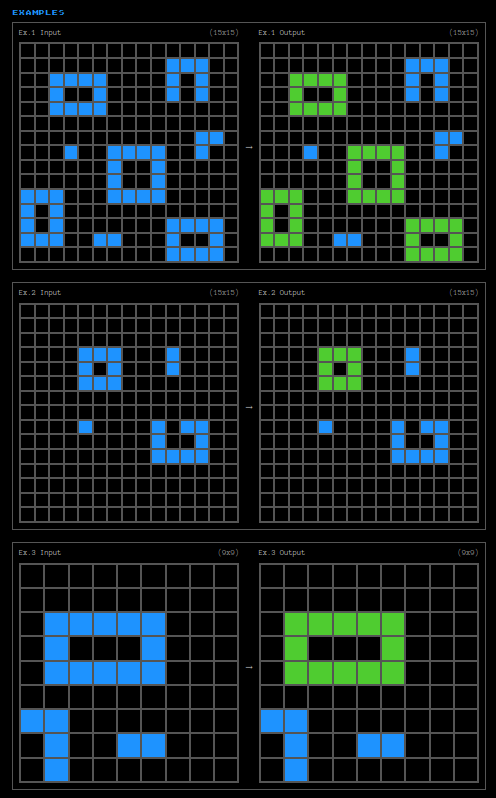 EXAMPLES
Ex.1 Input (15x15) Ex.1 Output (15x15)
→
Ex.2 Input (15x15) Ex.2 Output (15x15)
→
Ex.3 Input (9x9) Ex.3 Output (9x9)
→